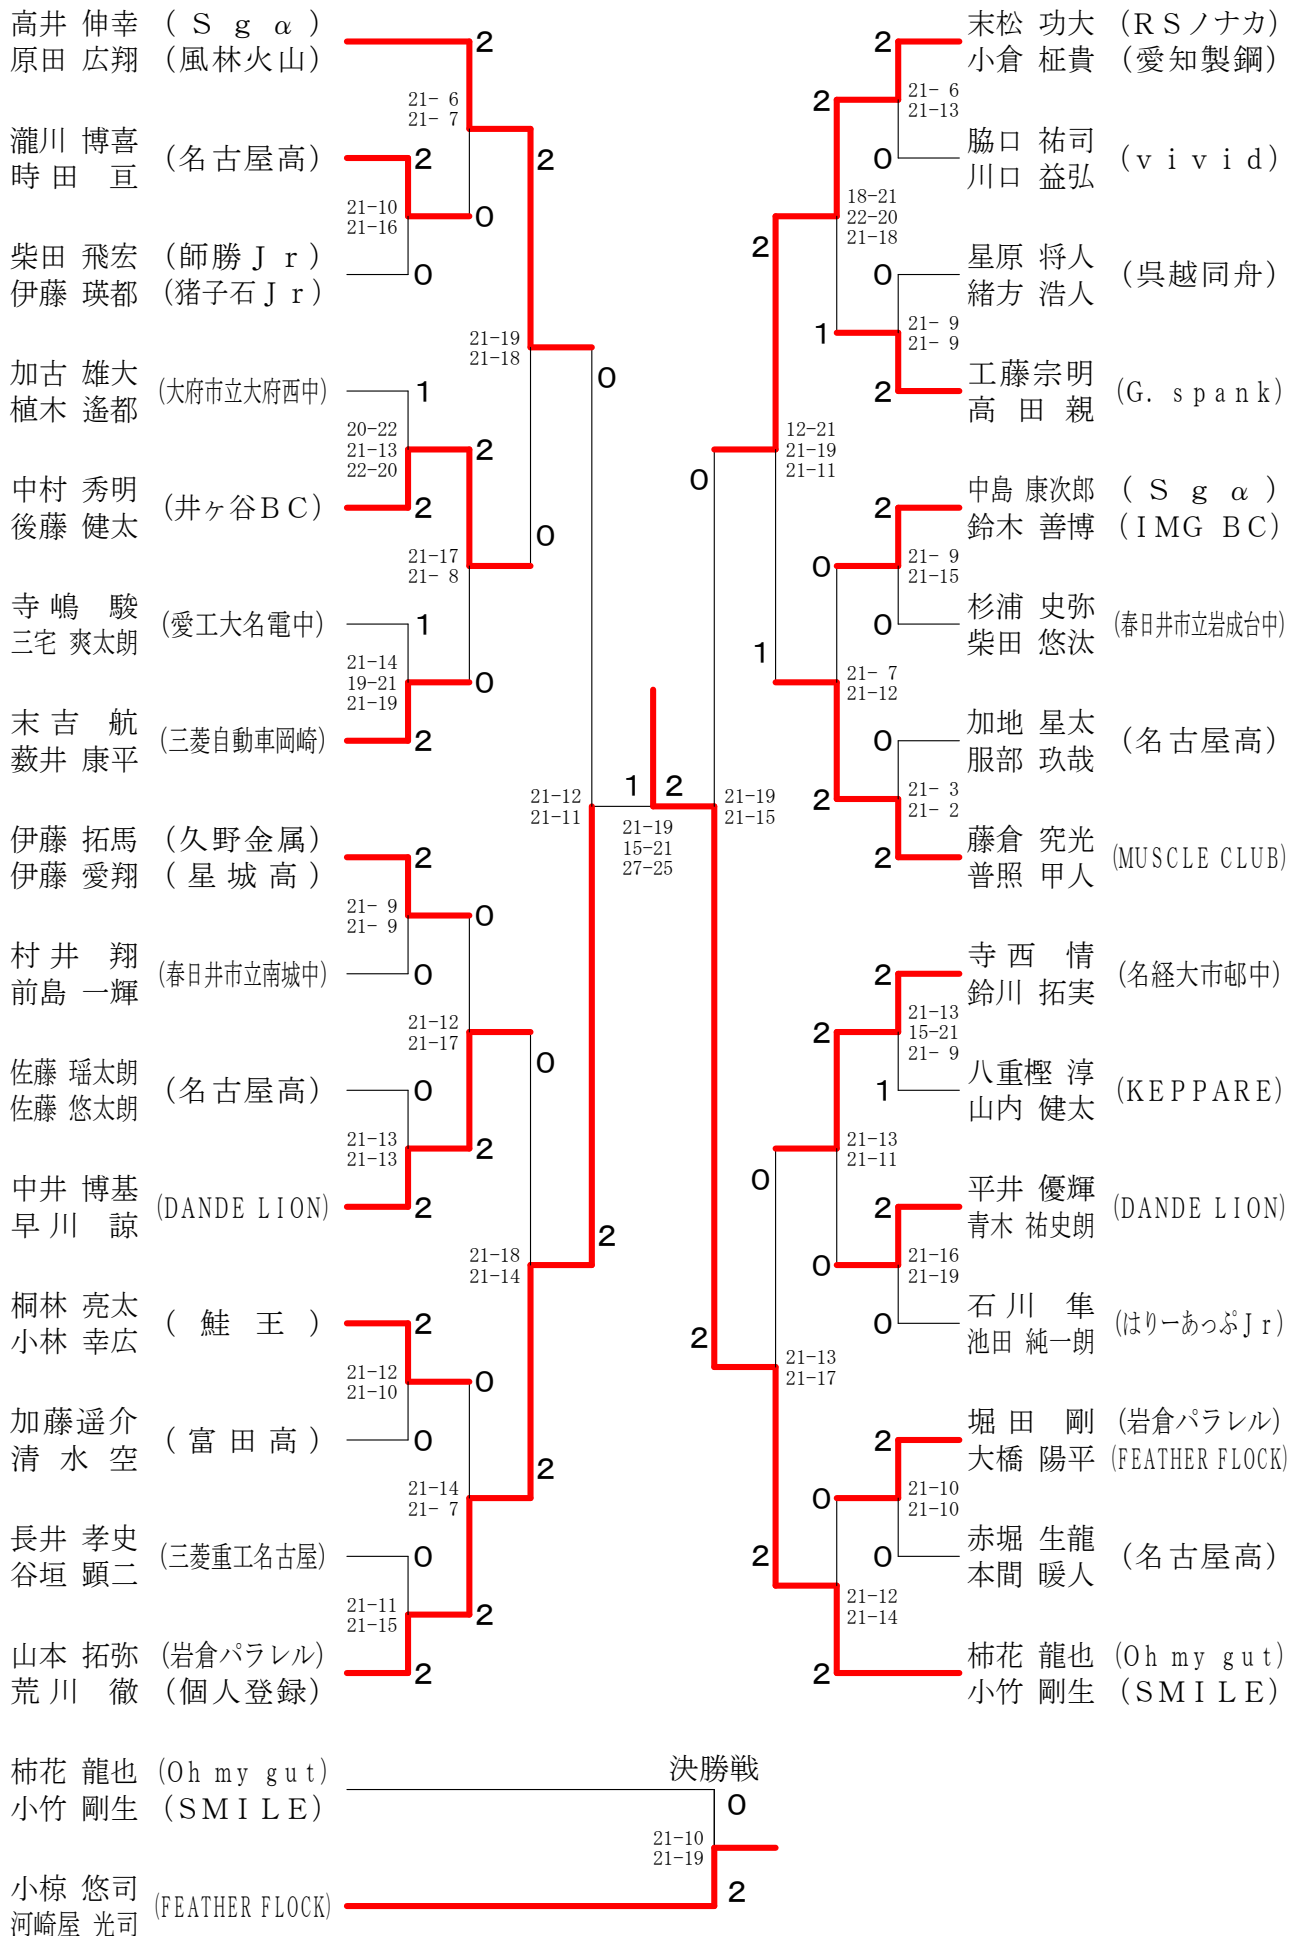 高井 伸幸 (Ｓｇα)
原田 広翔 (風林火山)
2
21- 6
21- 7
瀧川 博喜
時田 亘
(名古屋高)
2
2
21-10
21-16
0
柴田 飛宏 (師勝Ｊｒ)
伊藤 瑛都 (猪子石Ｊｒ)
0
21-19
21-18
0
加古 雄大
植木 遙都
(大府市立大府西中)
1
20-22
21-13
22-20
2
中村 秀明
後藤 健太
(井ヶ谷ＢＣ)
2
0
21-17
21- 8
寺嶋 駿
三宅 爽太朗
(愛工大名電中)
1
21-14
19-21
21-19
0
末吉 航
薮井 康平
(三菱自動車岡崎)
2
21-12
21-11
伊藤 拓馬 (久野金属)
伊藤 愛翔 (星城高)
2
21- 9
21- 9
0
村井 翔
前島 一輝
(春日井市立南城中)
0
21-12
21-17
0
佐藤 瑶太朗
佐藤 悠太朗
(名古屋高)
0
21-13
21-13
2
中井 博基
早川 諒
(DANDE LION)
2
2
21-18
21-14
桐林 亮太
小林 幸広
(鮭王)
2
21-12
21-10
0
加藤遥介
清水空
(富田高)
0
2
21-14
21- 7
長井 孝史
谷垣 顕二
(三菱重工名古屋)
0
21-11
21-15
2
山本 拓弥 (岩倉パラレル)
荒川 徹 (個人登録)
2
1 2
21-19
15-21
27-25
末松 功大 (ＲＳノナカ)
小倉 柾貴 (愛知製鋼)
2
2
21- 6
21-13
脇口 祐司
川口 益弘
(ｖｉｖｉｄ)
0
18-21
22-20
21-18
2
星原 将人
緒方 浩人
(呉越同舟)
0
21- 9
21- 9
1
工藤宗明
高田親
(G. spank)
2
12-21
21-19
21-11
0
中島 康次郎 (Ｓｇα)
鈴木 善博 (ＩＭＧ ＢＣ)
2
21- 9
21-15
0
杉浦 史弥
柴田 悠汰
(春日井市立岩成台中)
0
1
21- 7
21-12
加地 星太
服部 玖哉
(名古屋高)
0
21- 3
21- 2
2
藤倉 究光
普照 甲人
(MUSCLE CLUB)
2
21-19
21-15
寺西 情
鈴川 拓実
(名経大市邨中)
2
21-13
15-21
21- 9
2
八重樫 淳
山内 健太
(KEPPARE)
1
21-13
21-11
0
平井 優輝
青木 祐史朗
(DANDE LION)
2
21-16
21-19
0
石川 隼
池田 純一朗
(はりーあっぷＪｒ)
0
2
21-13
21-17
堀田 剛 (岩倉パラレル)
大橋 陽平 (FEATHER FLOCK)
2
21-10
21-10
0
赤堀 生龍
本間 暖人
(名古屋高)
0
2
21-12
21-14
柿花 龍也 (Oh my gut)
小竹 剛生 (ＳＭＩＬＥ)
2
決勝戦
柿花 龍也 (Oh my gut)
小竹 剛生 (ＳＭＩＬＥ)
0
21-10
21-19
小椋 悠司
河崎屋 光司
(FEATHER FLOCK)
2